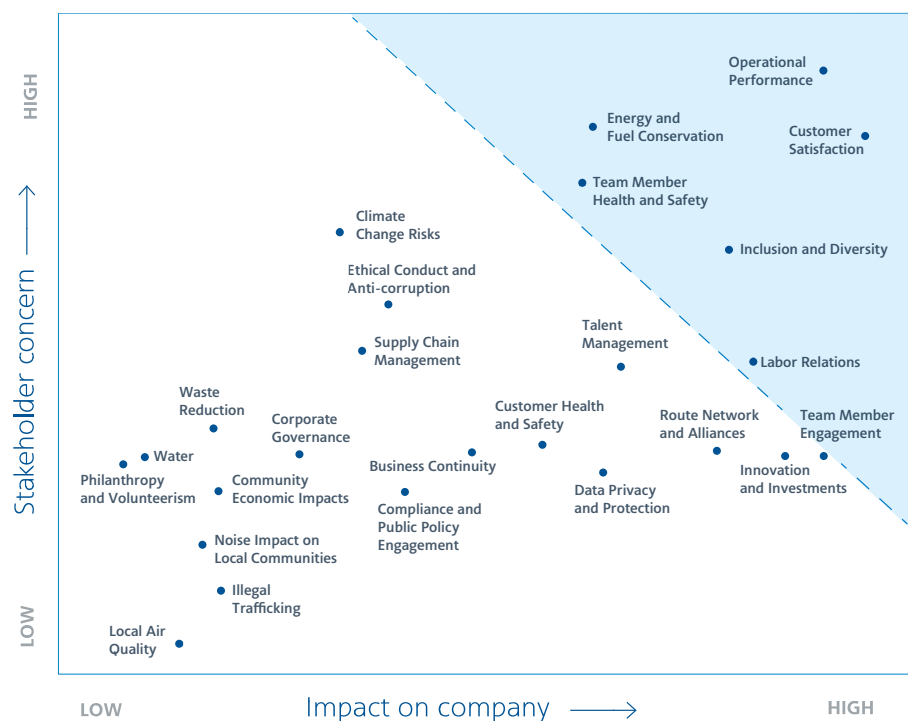 HIGH
Stakeholder concern
LOW
Operational
Performance
Energy and
Fuel Conservation
Customer
Satisfaction
Team Member
Health and Safety
Climate
Change Risks
Inclusion and Diversity
Ethical Conduct and
Anti-corruption
Talent
Management
Supply Chain
Management
Labor Relations
Waste
Reduction
Customer Health
and Safety
Corporate
Governance
Route Network
and Alliances
Team Member
Engagement
Water
Business Continuity
Philanthropy
and Volunteerism
Community
Economic Impacts
Innovation
and Investments
Data Privacy
and Protection
Compliance and
Public Policy
Engagement
Noise Impact on
Local Communities
Illegal
Trafficking
Local Air
Quality
LOW
Impact on company
HIGH